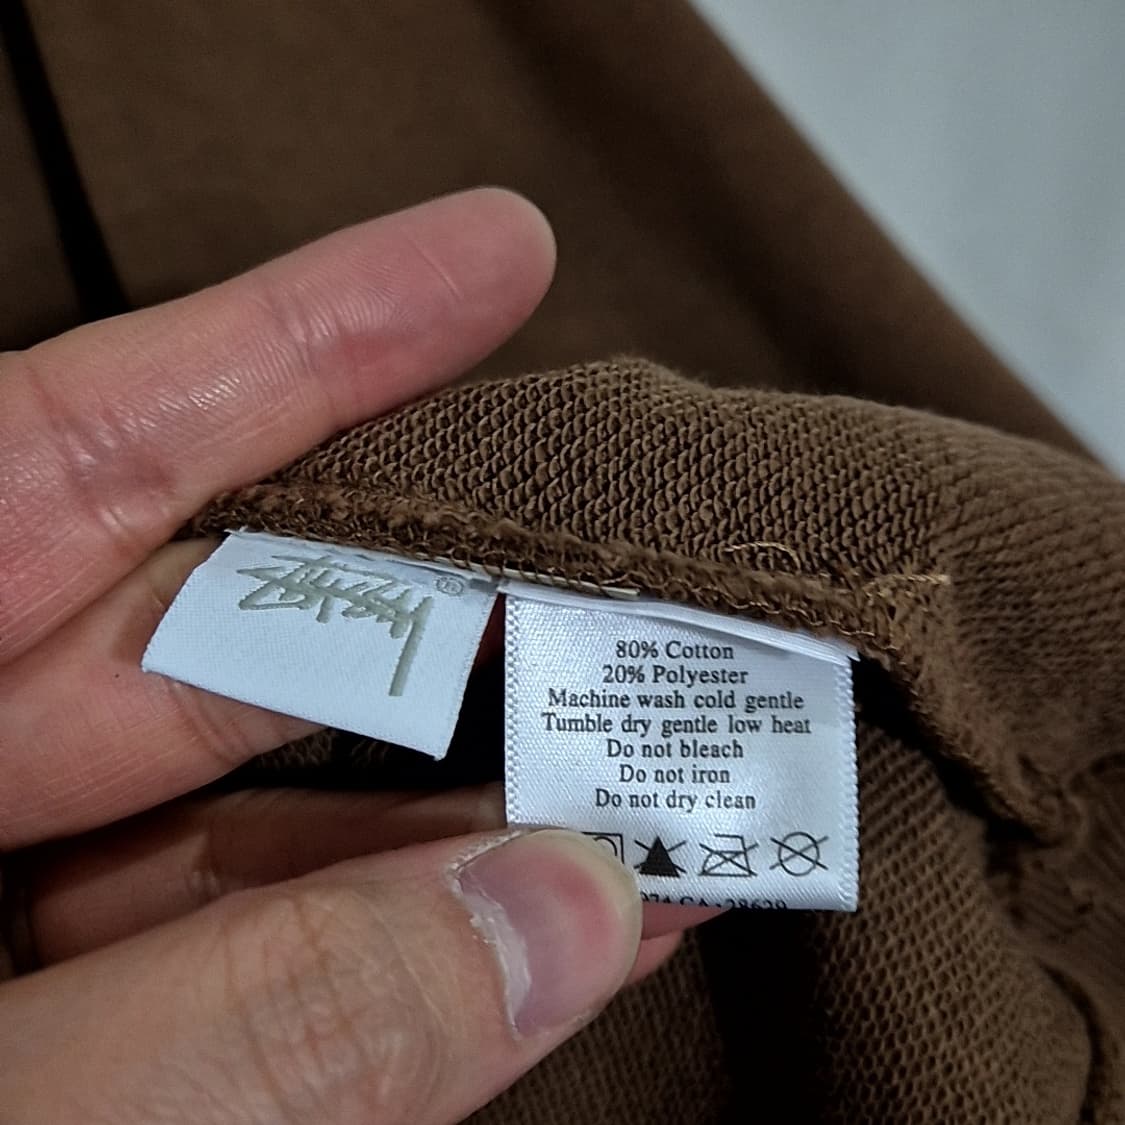 Stüssy ®
80% Cotton
20% Polyester
Machine wash cold gentle
Tumble dry gentle low heat
Do not bleach
Do not iron
Do not dry clean
CA